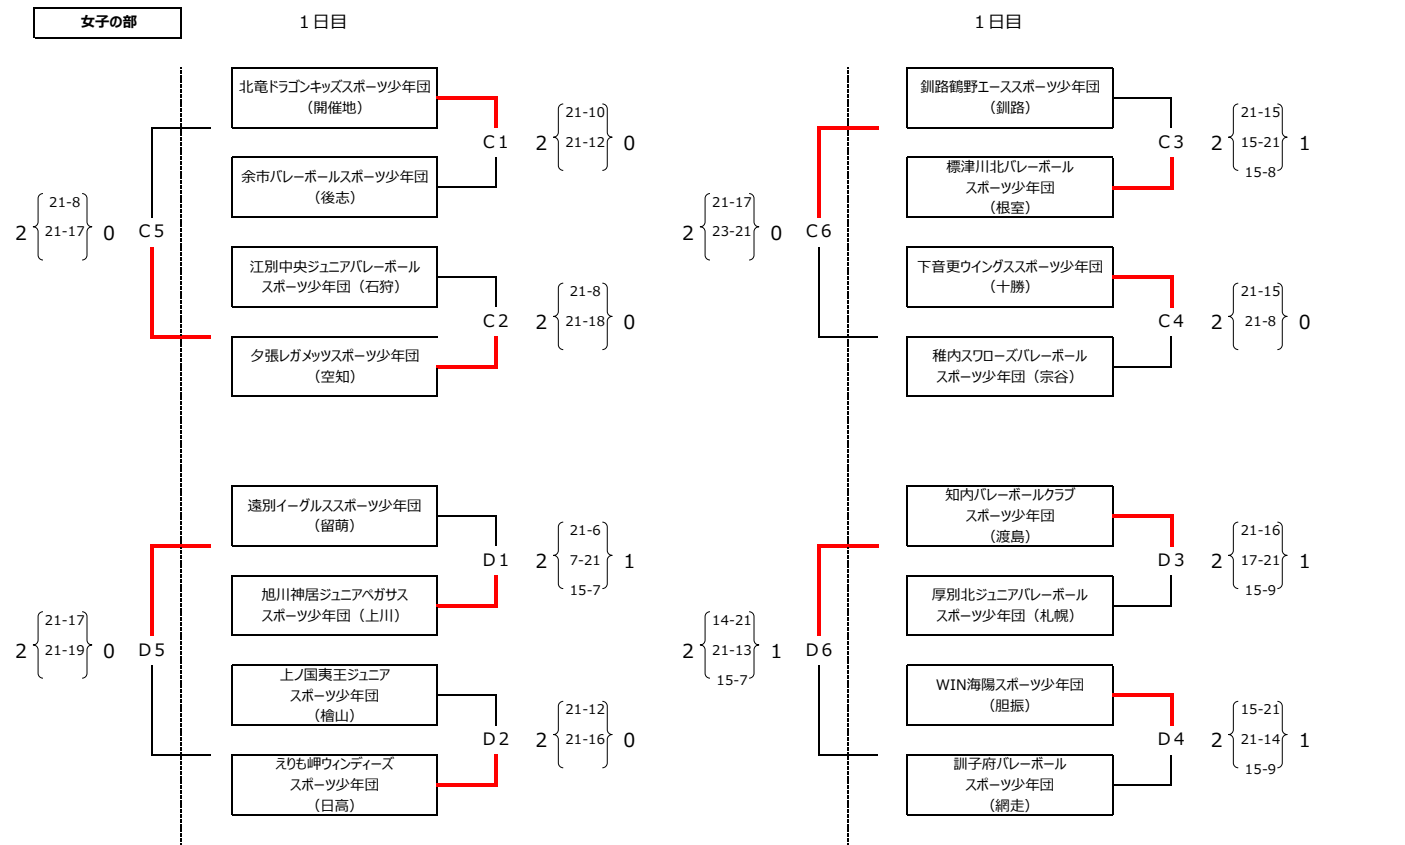 女子の部
１日目
１日目
北竜ドラゴンキッズスポーツ少年団
（開催地）
C1
2
21-10
21-12
0
余市バレーボールスポーツ少年団
（後志）
2
21-8
21-17
0
C5
江別中央ジュニアバレーボール
スポーツ少年団（石狩）
C2
2
21-8
21-18
0
夕張レガメッツスポーツ少年団
（空知）
釧路鶴野エーススポーツ少年団
（釧路）
C3
2
21-15
15-21
15-8
1
標津川北バレーボール
スポーツ少年団
（根室）
2
21-17
23-21
0
C6
下音更ウイングススポーツ少年団
（十勝）
C4
2
21-15
21-8
0
稚内スワローズバレーボール
スポーツ少年団（宗谷）
遠別イーグルススポーツ少年団
（留萌）
D1
2
21-6
7-21
15-7
1
旭川神居ジュニアペガサス
スポーツ少年団（上川）
2
21-17
21-19
0
D5
上ノ国夷王ジュニア
スポーツ少年団
（檜山）
D2
2
21-12
21-16
0
えりも岬ウィンディーズ
スポーツ少年団
（日高）
知内バレーボールクラブ
スポーツ少年団
（渡島）
D3
2
21-16
17-21
15-9
1
厚別北ジュニアバレーボール
スポーツ少年団（札幌）
2
14-21
21-13
15-7
1
D6
WIN海陽スポーツ少年団
（胆振）
D4
2
15-21
21-14
15-9
1
訓子府バレーボール
スポーツ少年団
（網走）